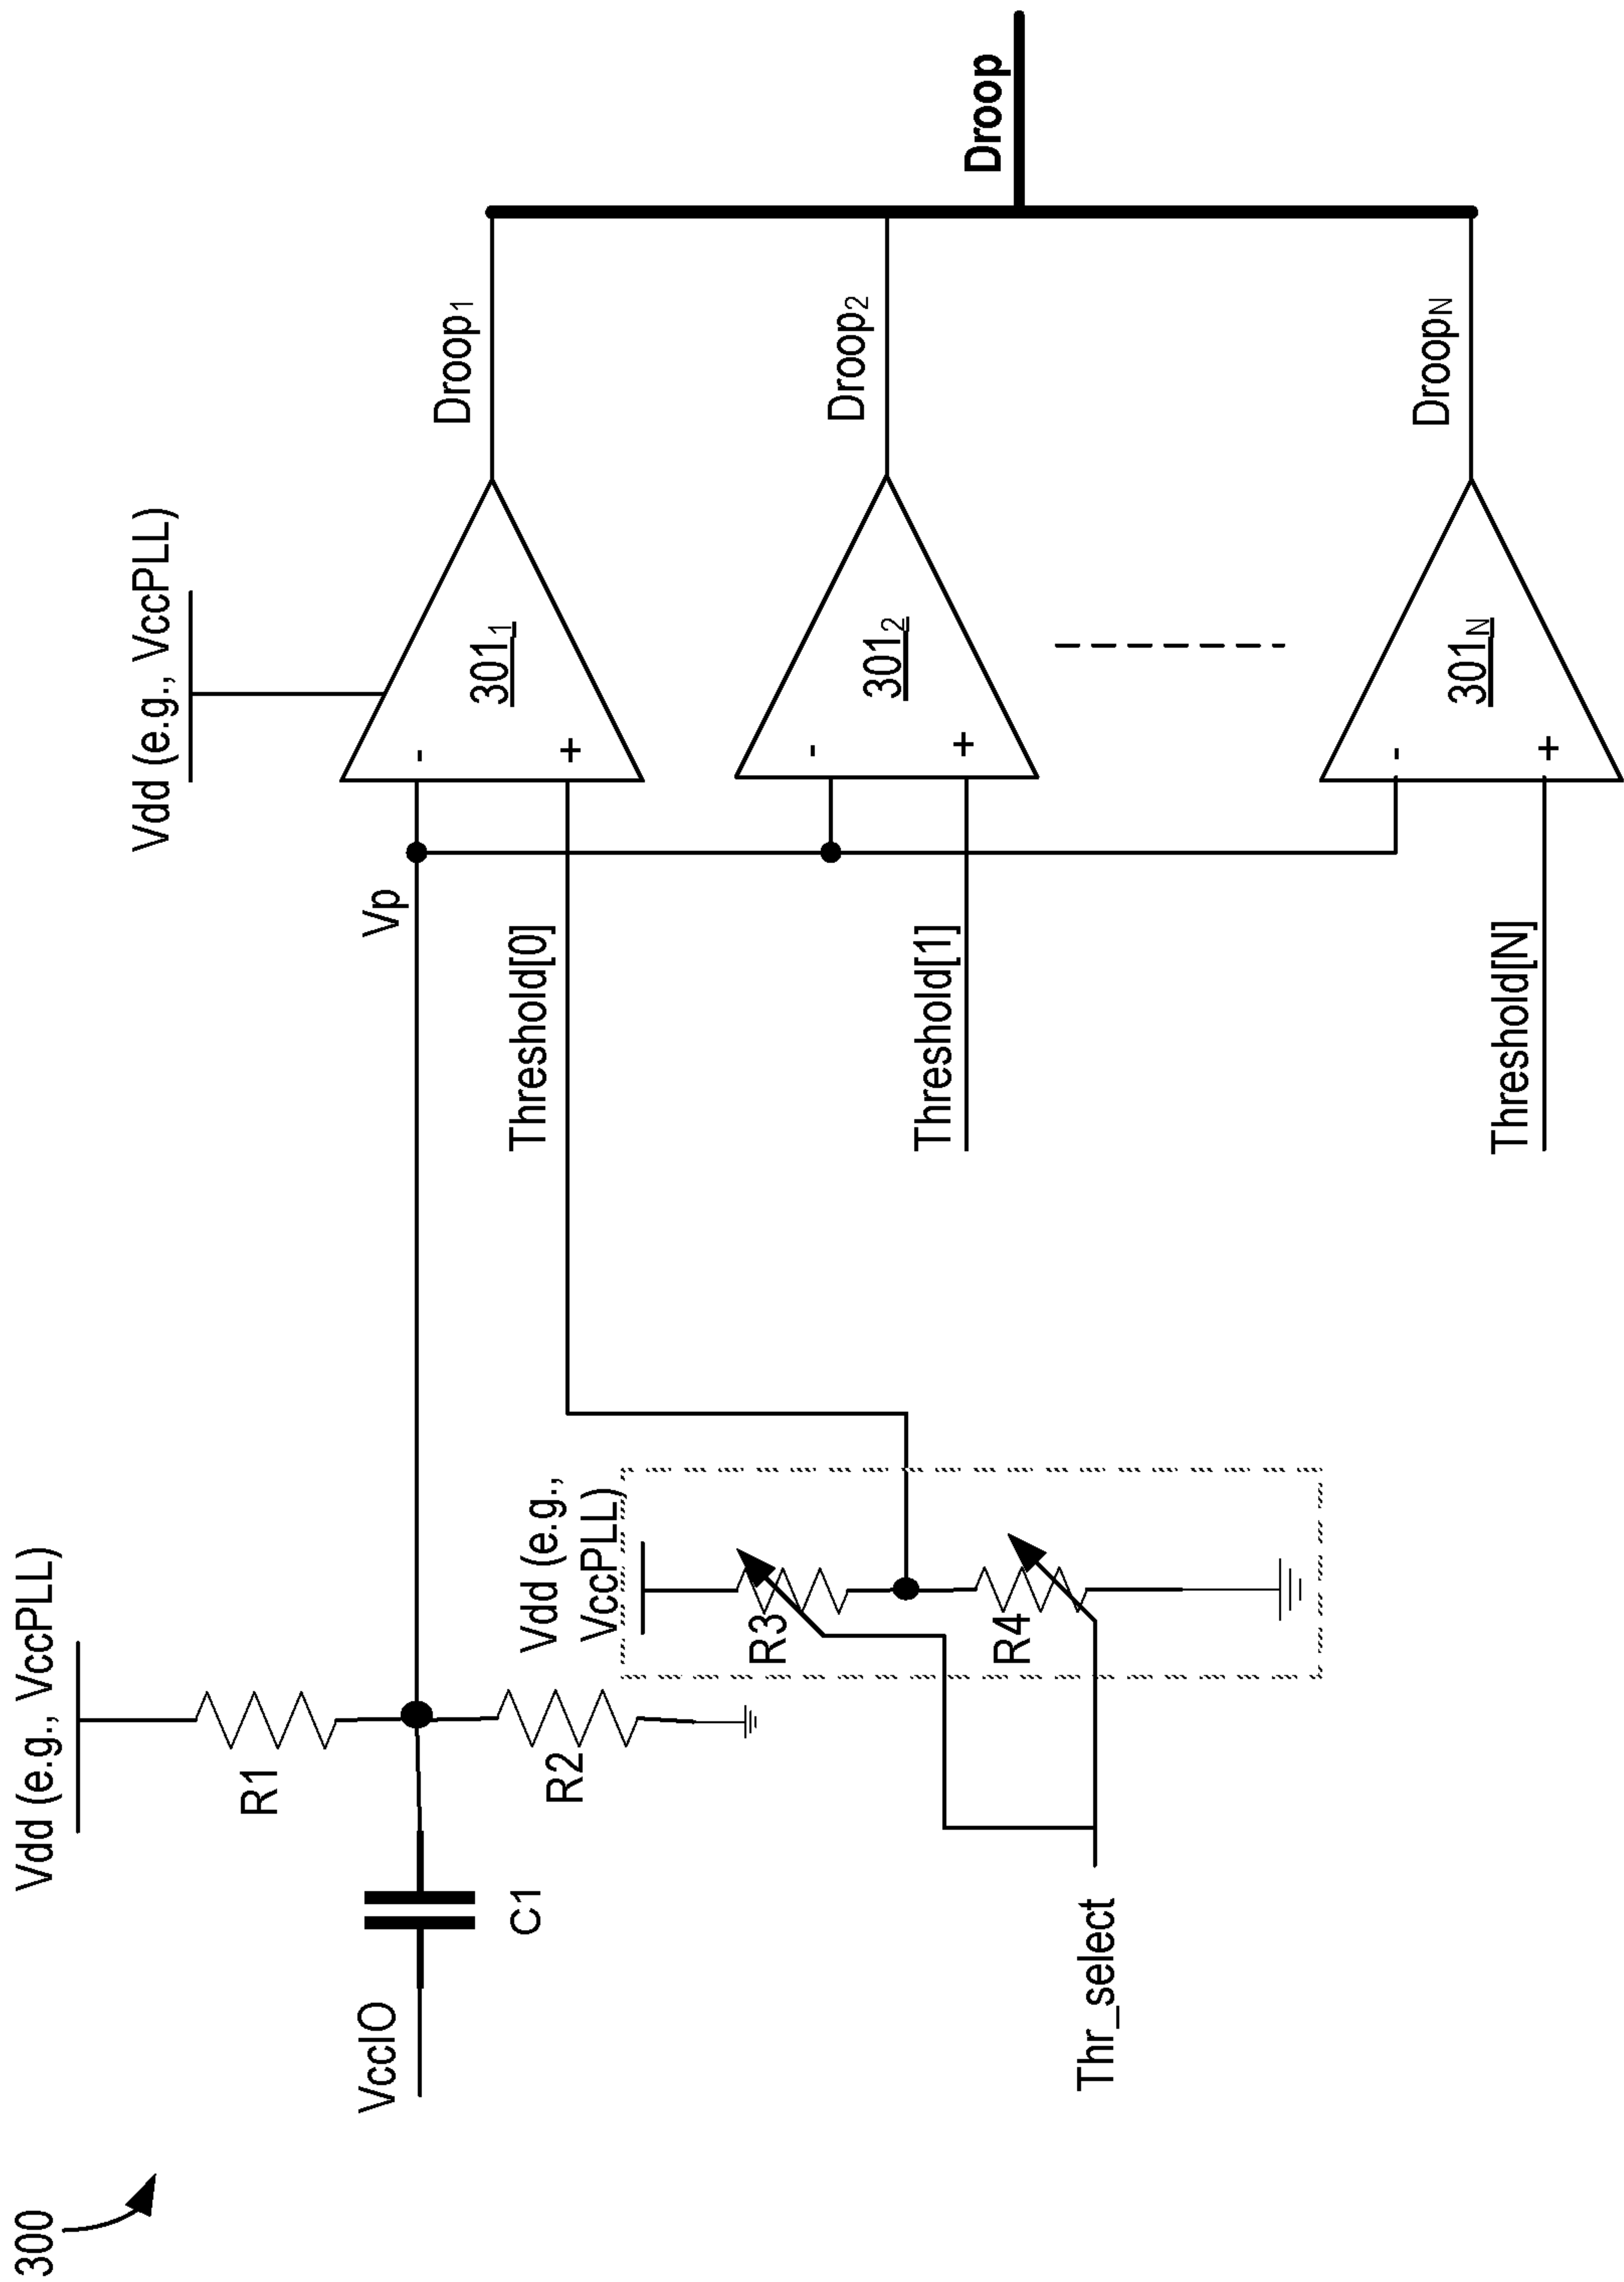 300
Vdd (e.g., VccPLL)
R1
VccIO
C1
R2
Vdd (e.g.,
VccPLL)
R3
R4
Thr_select
Vp
Threshold[0]
Threshold[1]
Threshold[N]
Vdd (e.g., VccPLL)
-
+
301₁
-
+
301₂
-
+
301N
Droop₁
Droop₂
DroopN
Droop